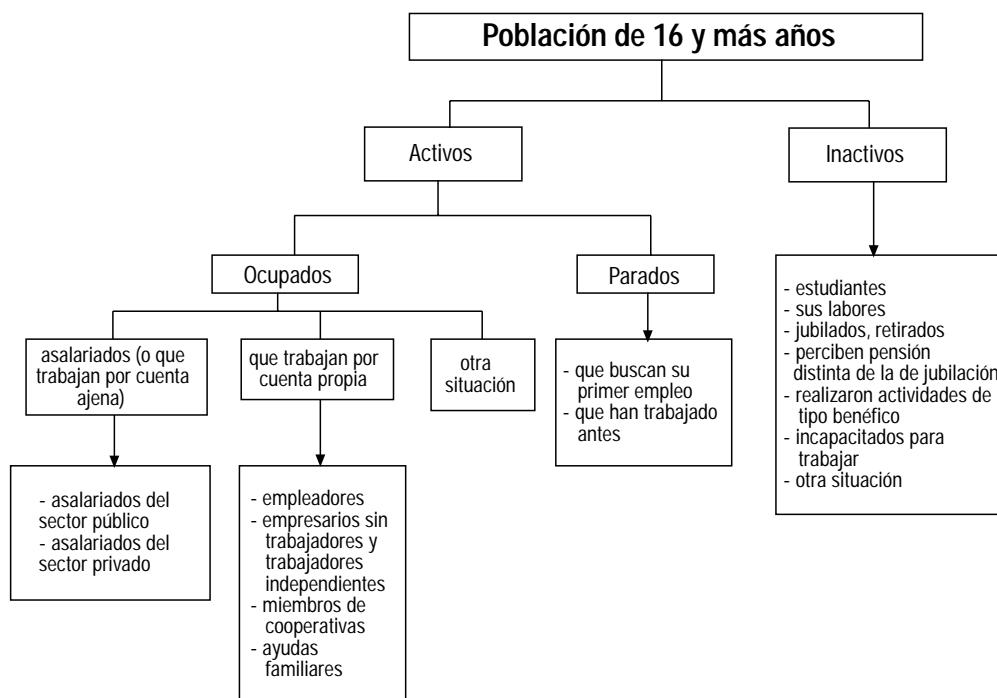 Población de 16 y más años
Activos
Inactivos
Ocupados
Parados
- estudiantes
- sus labores
- jubilados, retirados
- perciben pensión
distinta de la de jubilación
- realizaron actividades de
tipo benéfico
- incapacitados para
trabajar
- otra situación
asalariados (o que
trabajan por cuenta
ajena)
que trabajan por
cuenta propia
otra
situación
- que buscan su
primer empleo
- que han trabajado
antes
- asalariados del
sector público
- asalariados del
sector privado
- empleadores
- empresarios sin
trabajadores y
trabajadores
independientes
- miembros de
cooperativas
- ayudas
familiares